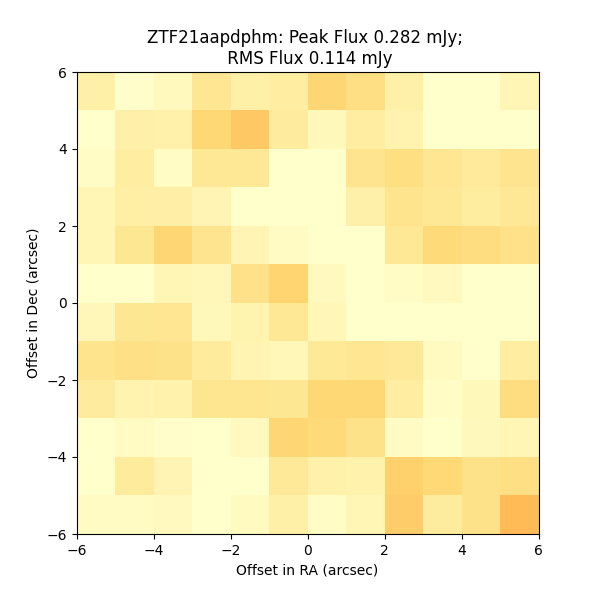 ZTF21aapdphm: Peak Flux 0.282 mJy;
RMS Flux 0.114 mJy
6
4
2
0
−2
−4
−6
Offset in Dec (arcsec)
−6 −4 −2 0 2 4 6
Offset in RA (arcsec)